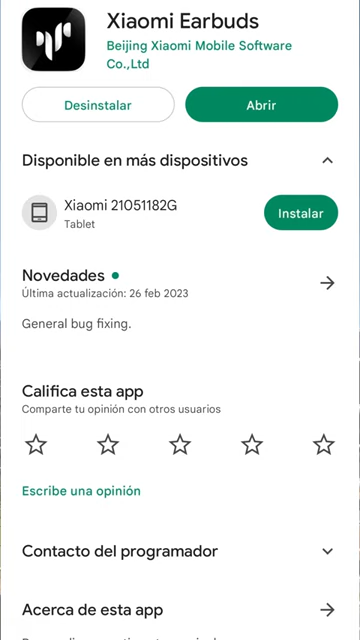 Xiaomi Earbuds
Beijing Xiaomi Mobile Software
Co.,Ltd
Desinstalar
Abrir
Disponible en más dispositivos
Xiaomi 21051182G
Tablet
Instalar
Novedades
Última actualización: 26 feb 2023
General bug fixing.
Califica esta app
Comparte tu opinión con otros usuarios
Escribe una opinión
Contacto del programador
Acerca de esta app